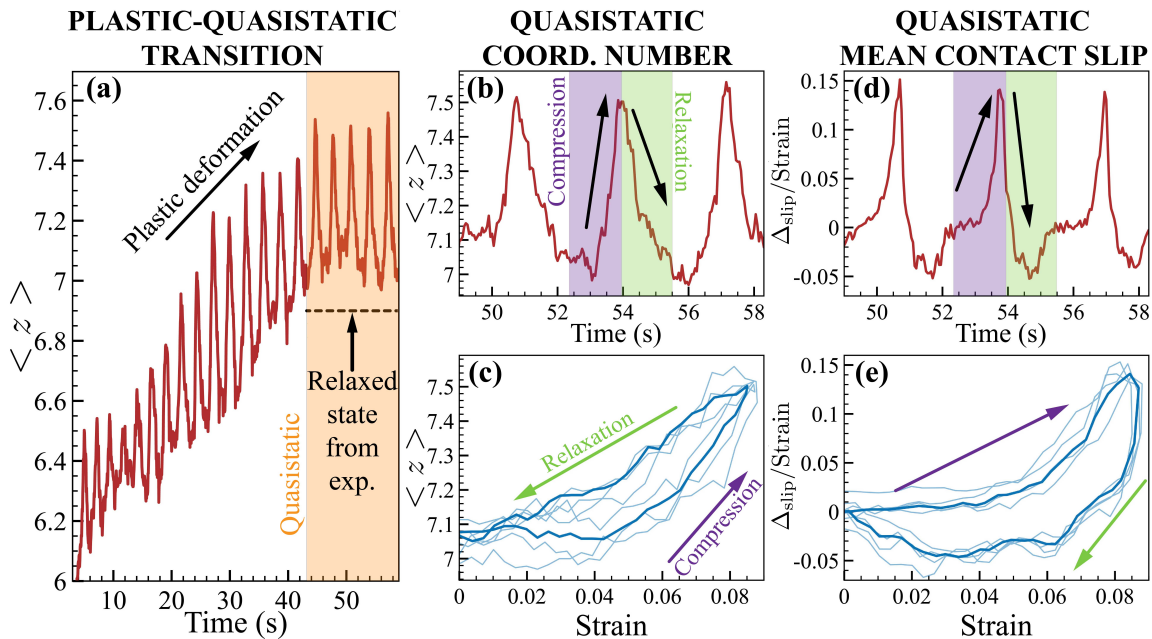 PLASTIC-QUASISTATIC
TRANSITION
(a)
Plastic deformation
Relaxed
state
from
exp.
Quasistatic
< z >
7.6
7.4
7.2
7
6.8
6.6
6.4
6.2
6
10
20
30
40
50
Time (s)
QUASISTATIC
COORD. NUMBER
(b)
Compression
Relaxation
< z >
7.5
7.4
7.3
7.2
7.1
7
50
52
54
56
58
Time (s)
(c)
Relaxation
Compression
< z >
7.5
7.4
7.3
7.2
7.1
7
0
0.02
0.04
0.06
0.08
Strain
QUASISTATIC
MEAN CONTACT SLIP
(d)
Δslip/Strain
0.15
0.10
0.05
0
-0.05
50
52
54
56
58
Time (s)
(e)
Δslip/Strain
0.15
0.10
0.05
0
-0.05
0
0.02
0.04
0.06
0.08
Strain